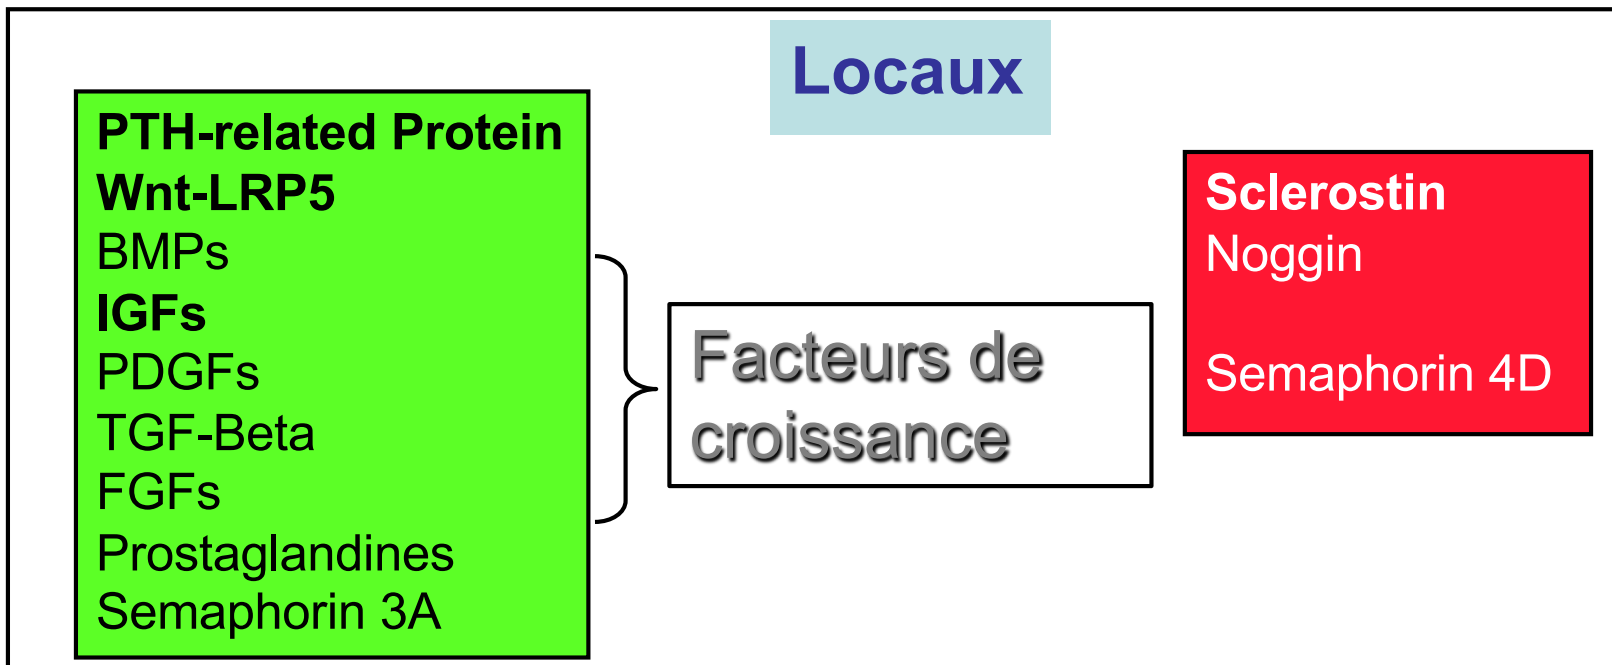 Locaux
PTH-related Protein
Wnt-LRP5
BMPs
IGFs
PDGFs
TGF-Beta
FGFs
Prostaglandines
Semaphorin 3A
Facteurs de
croissance
Sclerostin
Noggin
Semaphorin 4D